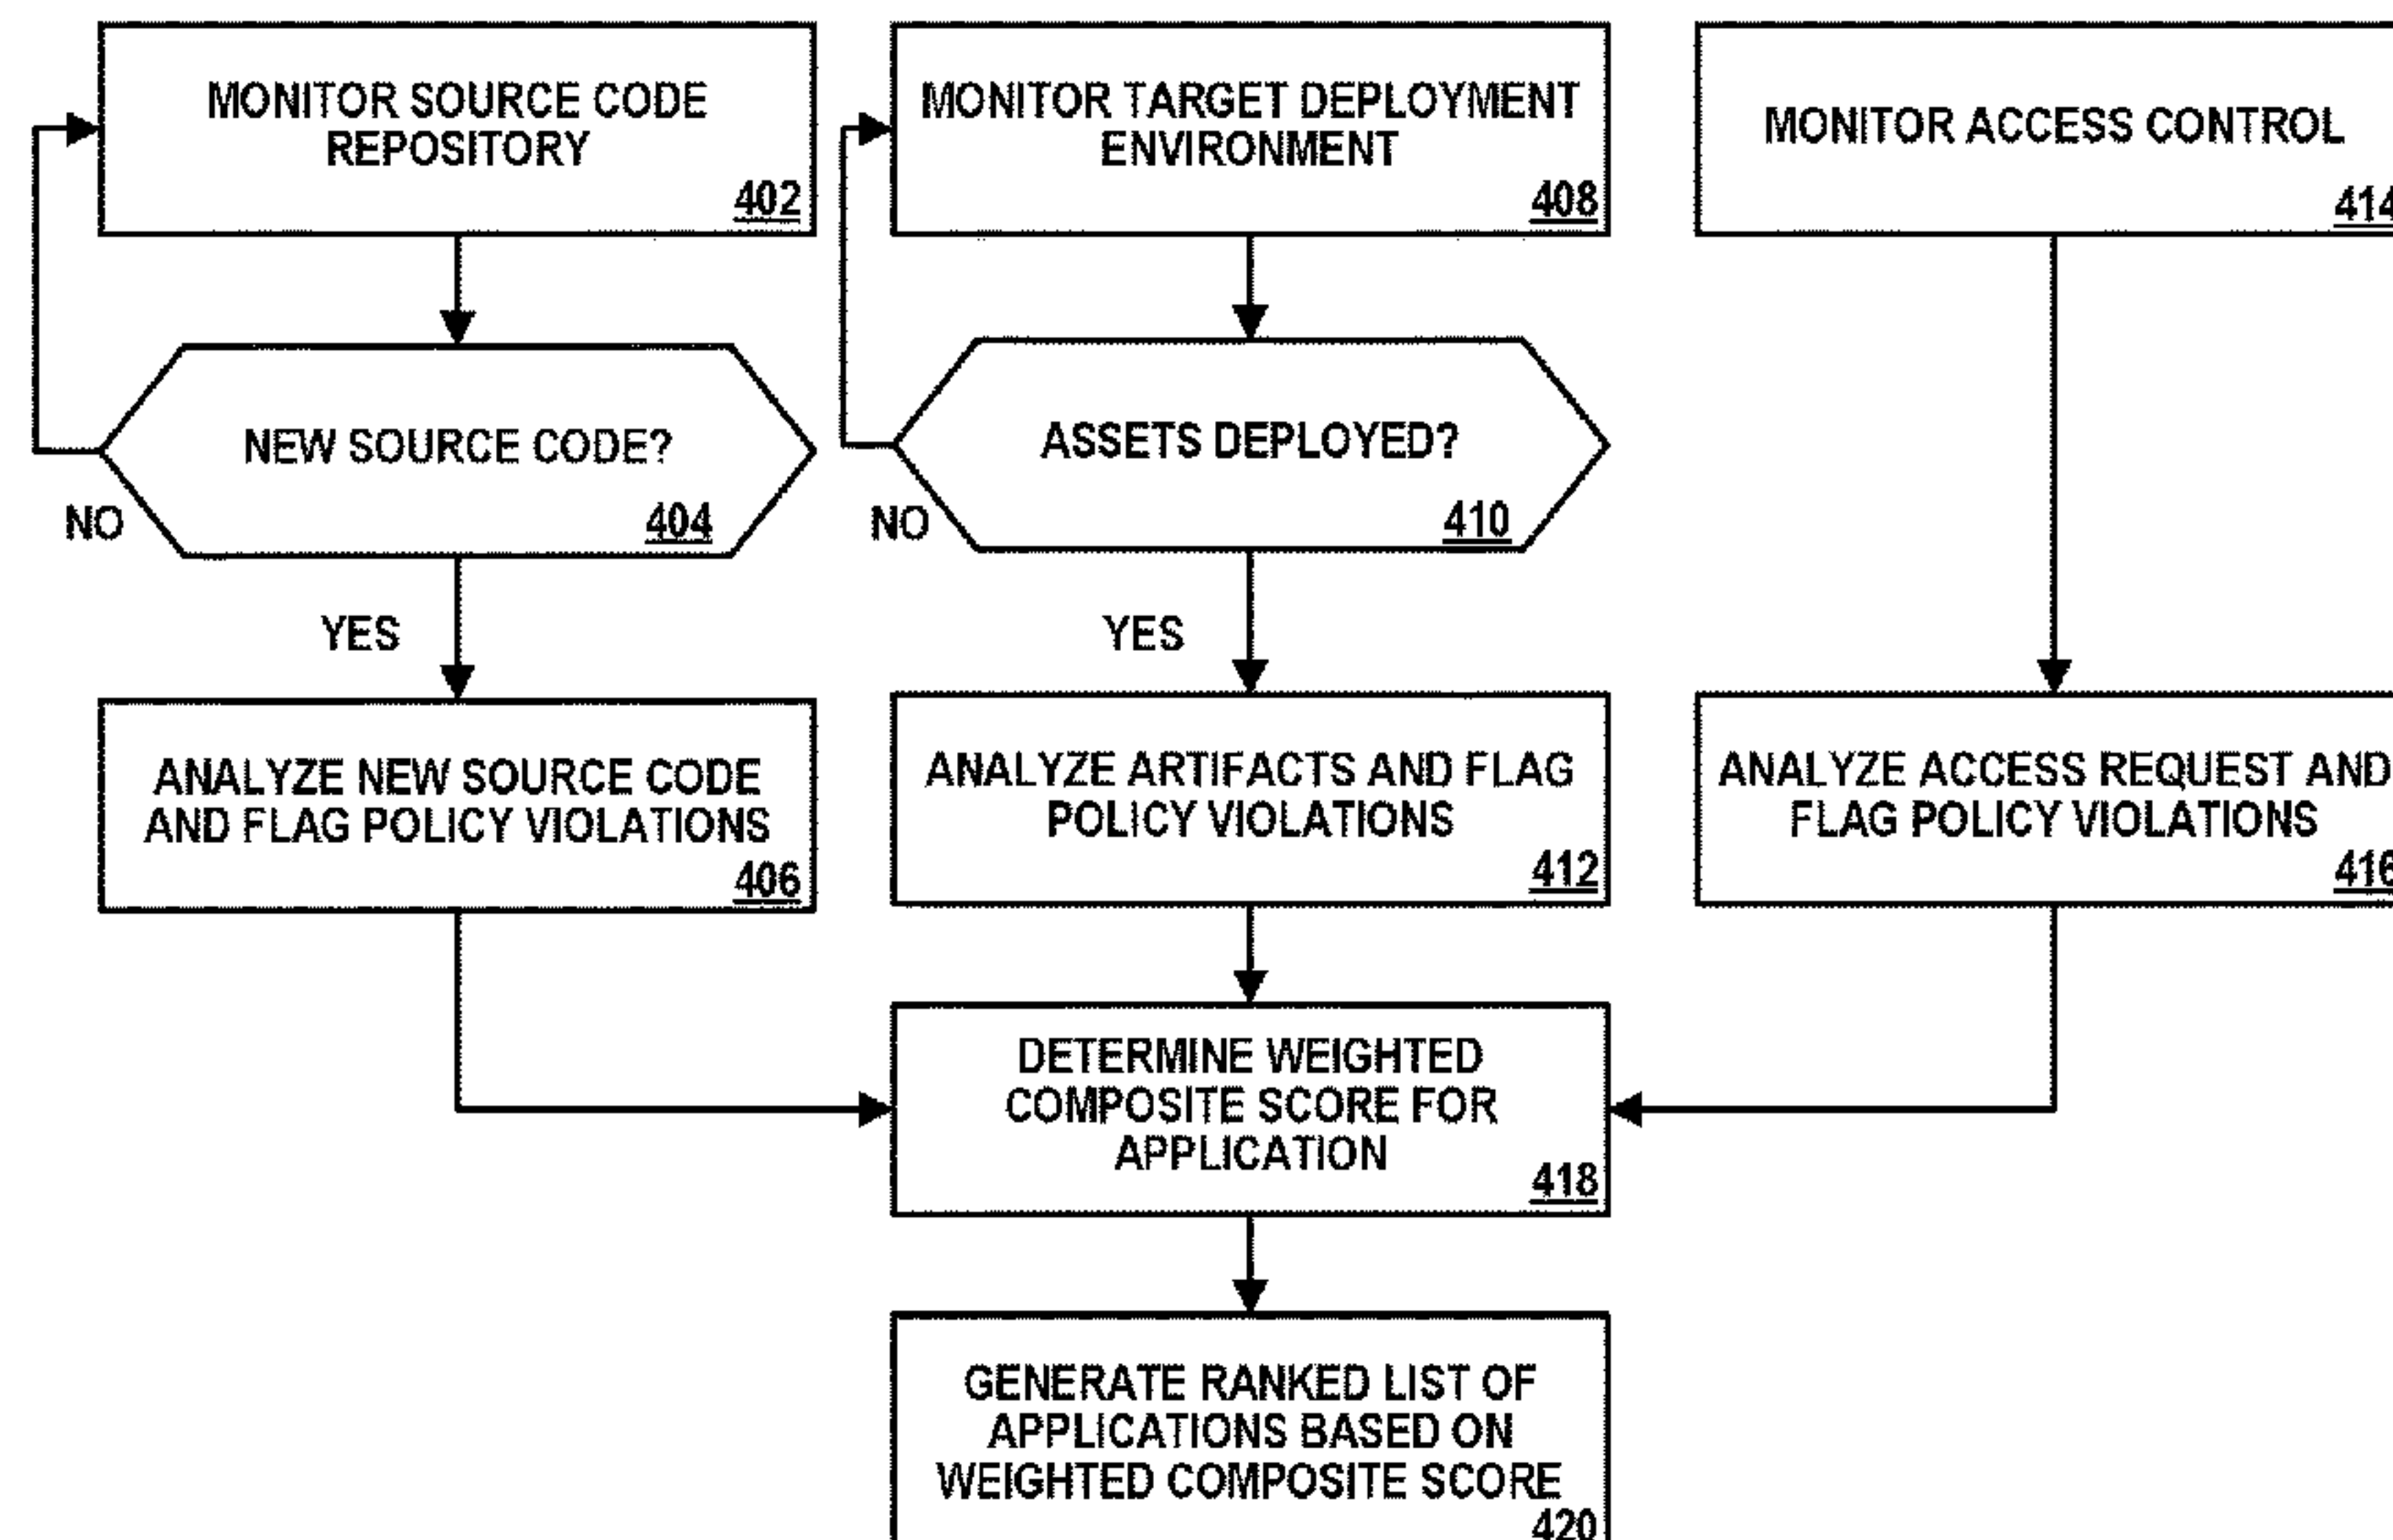 MONITOR SOURCE CODE
REPOSITORY
402
MONITOR TARGET DEPLOYMENT
ENVIRONMENT
408
MONITOR ACCESS CONTROL
414
NEW SOURCE CODE?
404
NO
YES
ASSETS DEPLOYED?
410
NO
YES
ANALYZE NEW SOURCE CODE
AND FLAG POLICY VIOLATIONS
406
ANALYZE ARTIFACTS AND FLAG
POLICY VIOLATIONS
412
ANALYZE ACCESS REQUEST AND
FLAG POLICY VIOLATIONS
416
DETERMINE WEIGHTED
COMPOSITE SCORE FOR
APPLICATION
418
GENERATE RANKED LIST OF
APPLICATIONS BASED ON
WEIGHTED COMPOSITE SCORE
420